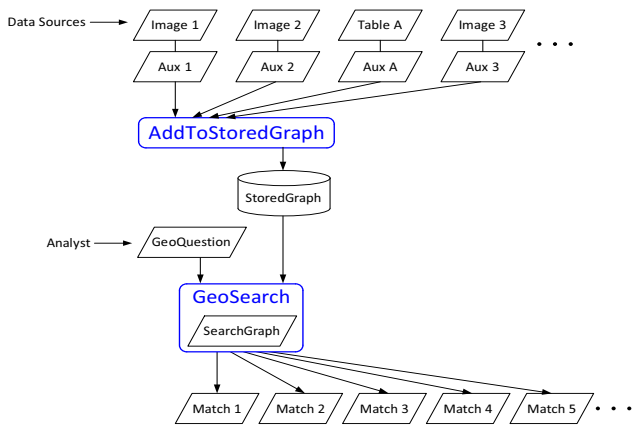 Data Sources Image 1 Image 2 Table A Image 3
Aux 1 Aux 2 Aux A Aux 3 • • •
AddToStoredGraph
StoredGraph
Analyst GeoQuestion
GeoSearch
SearchGraph
Match 1 Match 2 Match 3 Match 4 Match 5 • • •